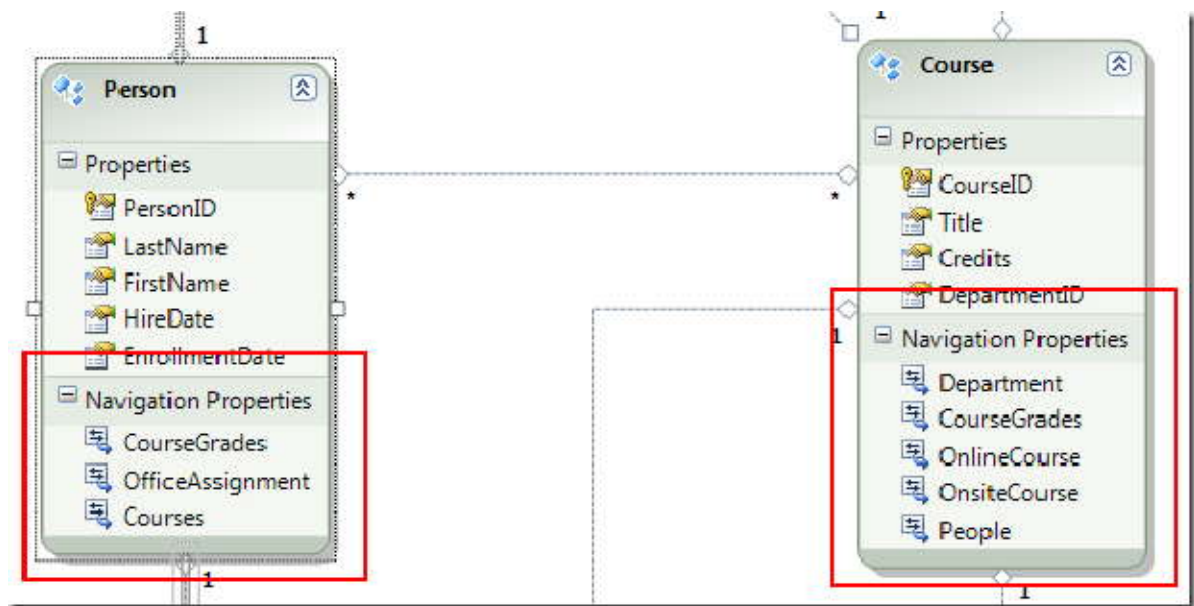 1
Person
Properties
PersonID
LastName
FirstName
HireDate
EnrollmentDate
Navigation Properties
CourseGrades
OfficeAssignment
Courses
1
*
*
1
1
Course
Properties
CourseID
Title
Credits
DepartmentID
Navigation Properties
Department
CourseGrades
OnlineCourse
OnsiteCourse
People
1